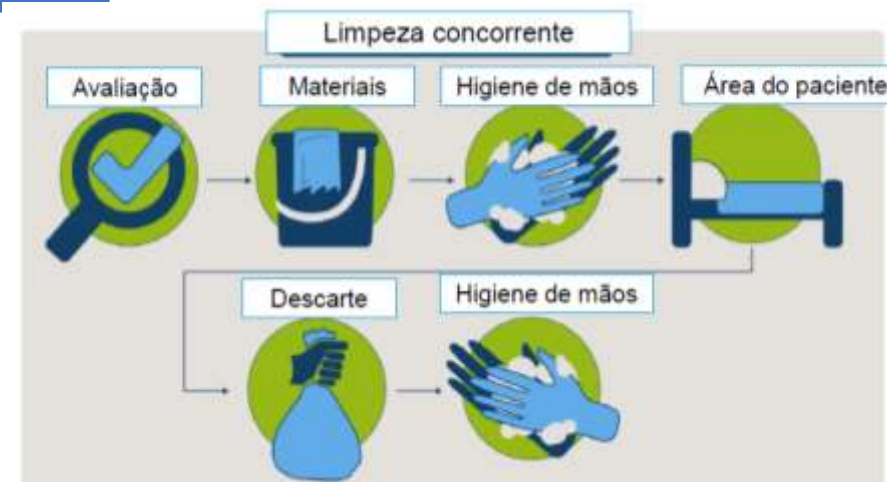 Limpeza concorrente
Avaliação
Materiais
Higiene de mãos
Área do paciente
Descarte
Higiene de mãos